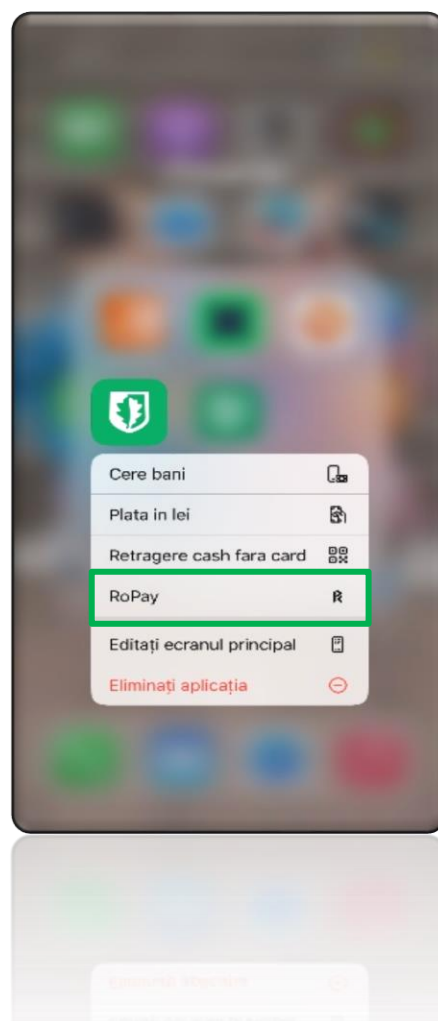 Cere bani
Plata in lei
Retragere cash fara card
RoPay
Editați ecranul principal
Eliminați aplicația